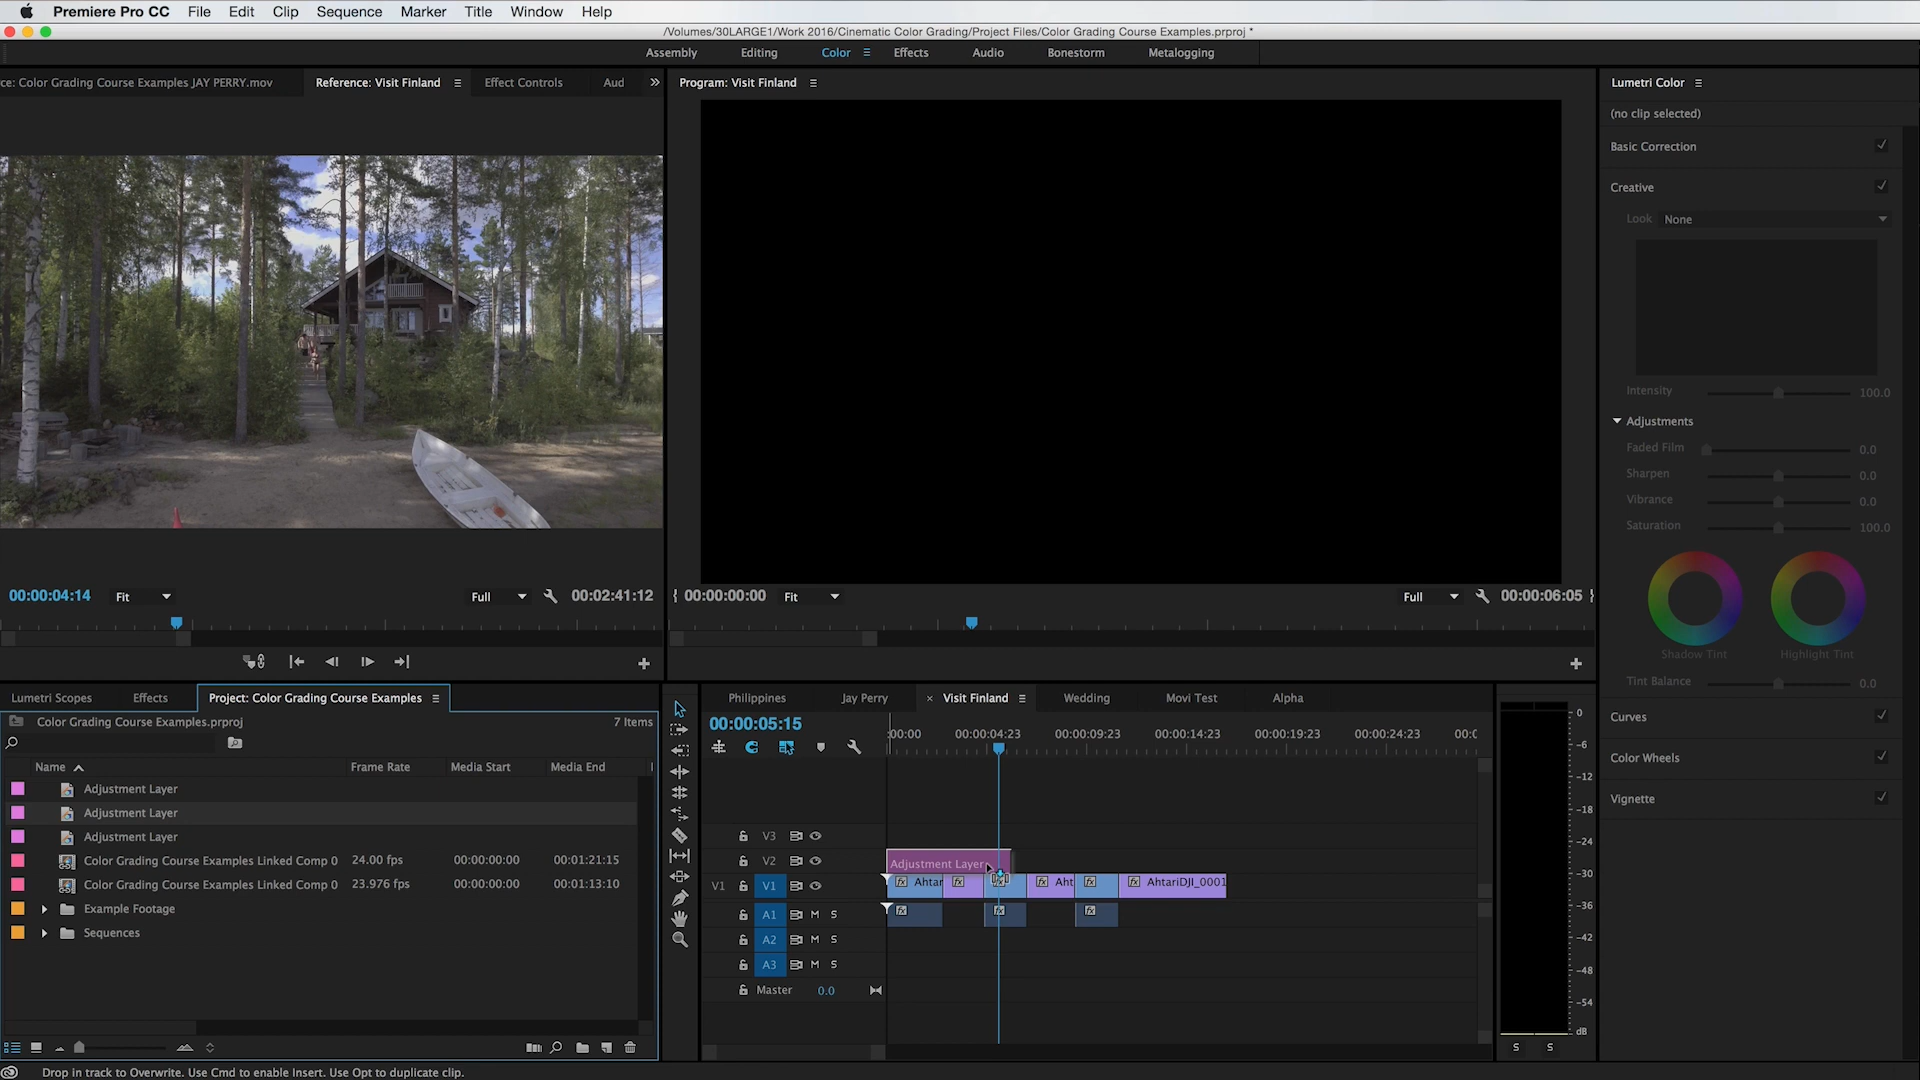 Premiere Pro CC File Edit Clip Sequence Marker Title Window Help
/Volumes/30LARGE1/Work 2016/Cinematic Color Grading/Project Files/Color Grading Course Examples.prproj *
Assembly Editing Color Effects Audio Bonestorm Metalogging
ce: Color Grading Course Examples JAY PERRY.mov Reference: Visit Finland Effect Controls Aud
Program: Visit Finland
Lumetri Color
(no clip selected)
Basic Correction
Creative
Look None
Intensity 100.0
Adjustments
Faded Film 0.0
Sharpen 0.0
Vibrance 0.0
Saturation 100.0
Shadow Tint Highlight Tint
Tint Balance 0.0
Curves
Color Wheels
Vignette
00:00:04:14 Fit Full 00:02:41:12
00:00:00:00 Fit Full 00:00:06:05
Lumetri Scopes Effects Project: Color Grading Course Examples
Color Grading Course Examples.prproj 7 Items
Name Frame Rate Media Start Media End
Adjustment Layer
Adjustment Layer
Adjustment Layer
Color Grading Course Examples Linked Comp 0 24.00 fps 00:00:00:00 00:01:21:15
Color Grading Course Examples Linked Comp 0 23.976 fps 00:00:00:00 00:01:13:10
Example Footage
Sequences
Philippines Jay Perry × Visit Finland Wedding Movi Test Alpha
00:00:05:15
:00:00 00:00:04:23 00:00:09:23 00:00:14:23 00:00:19:23 00:00:24:23 00:0
V3
V2 Adjustment Layer
V1 V1 fx Ahtar fx fx fx Aht fx fx AhtariDJI_0001
A1 M S fx fx fx
A2 M S
A3 M S
Master 0.0
0
-6
-12
-18
-24
-30
-36
-42
-48
-54
dB
S S
Drop in track to Overwrite. Use Cmd to enable Insert. Use Opt to duplicate clip.